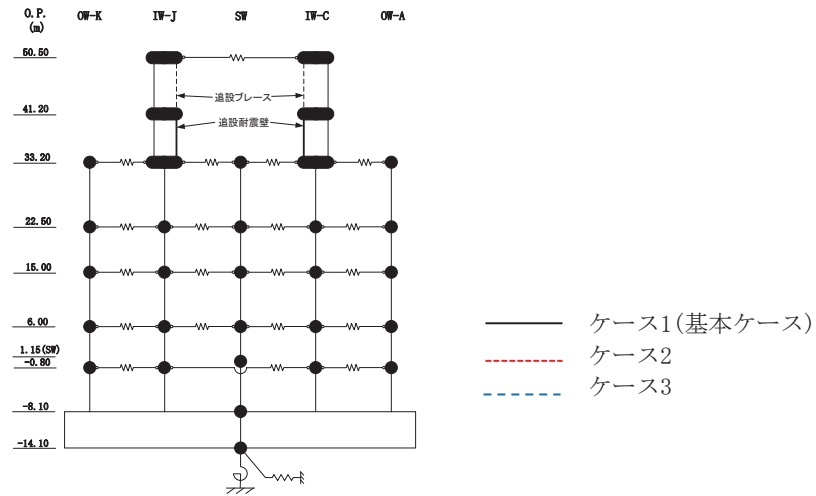 O.P.
(m)
OW-K IW-J SW IW-C OW-A
50.50
追設ブレース
41.20
追設耐震壁
33.20
22.50
15.00
6.00
1.15(SW)
-0.80
-8.10
-14.10
ケース1(基本ケース)
ケース2
ケース3